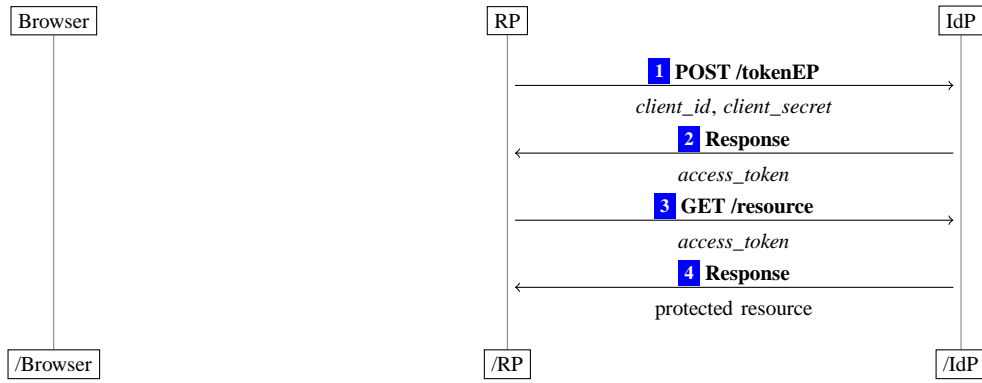 Browser
RP
IdP
1 POST /tokenEP
client_id, client_secret
2 Response
access_token
3 GET /resource
access_token
4 Response
protected resource
/Browser
/RP
/IdP